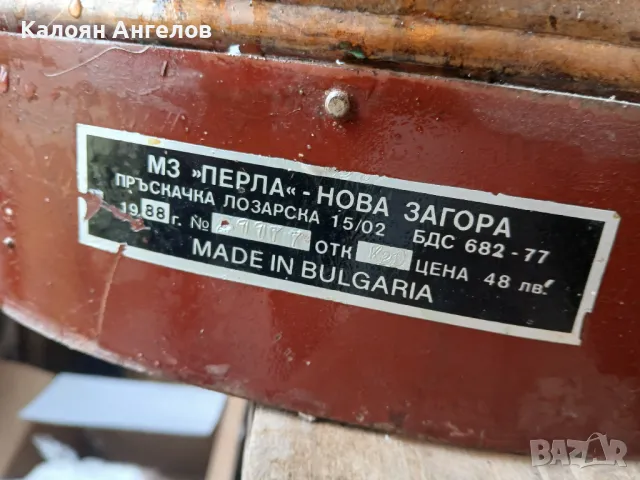 Калоян Ангелов
МЗ »ПЕРЛА« - НОВА ЗАГОРА
ПРЪСКАЧКА ЛОЗАРСКА 15/02 БДС 682-77
1988 г. № ОТК ЦЕНА 48 лв.
MADE IN BULGARIA
BAZAR